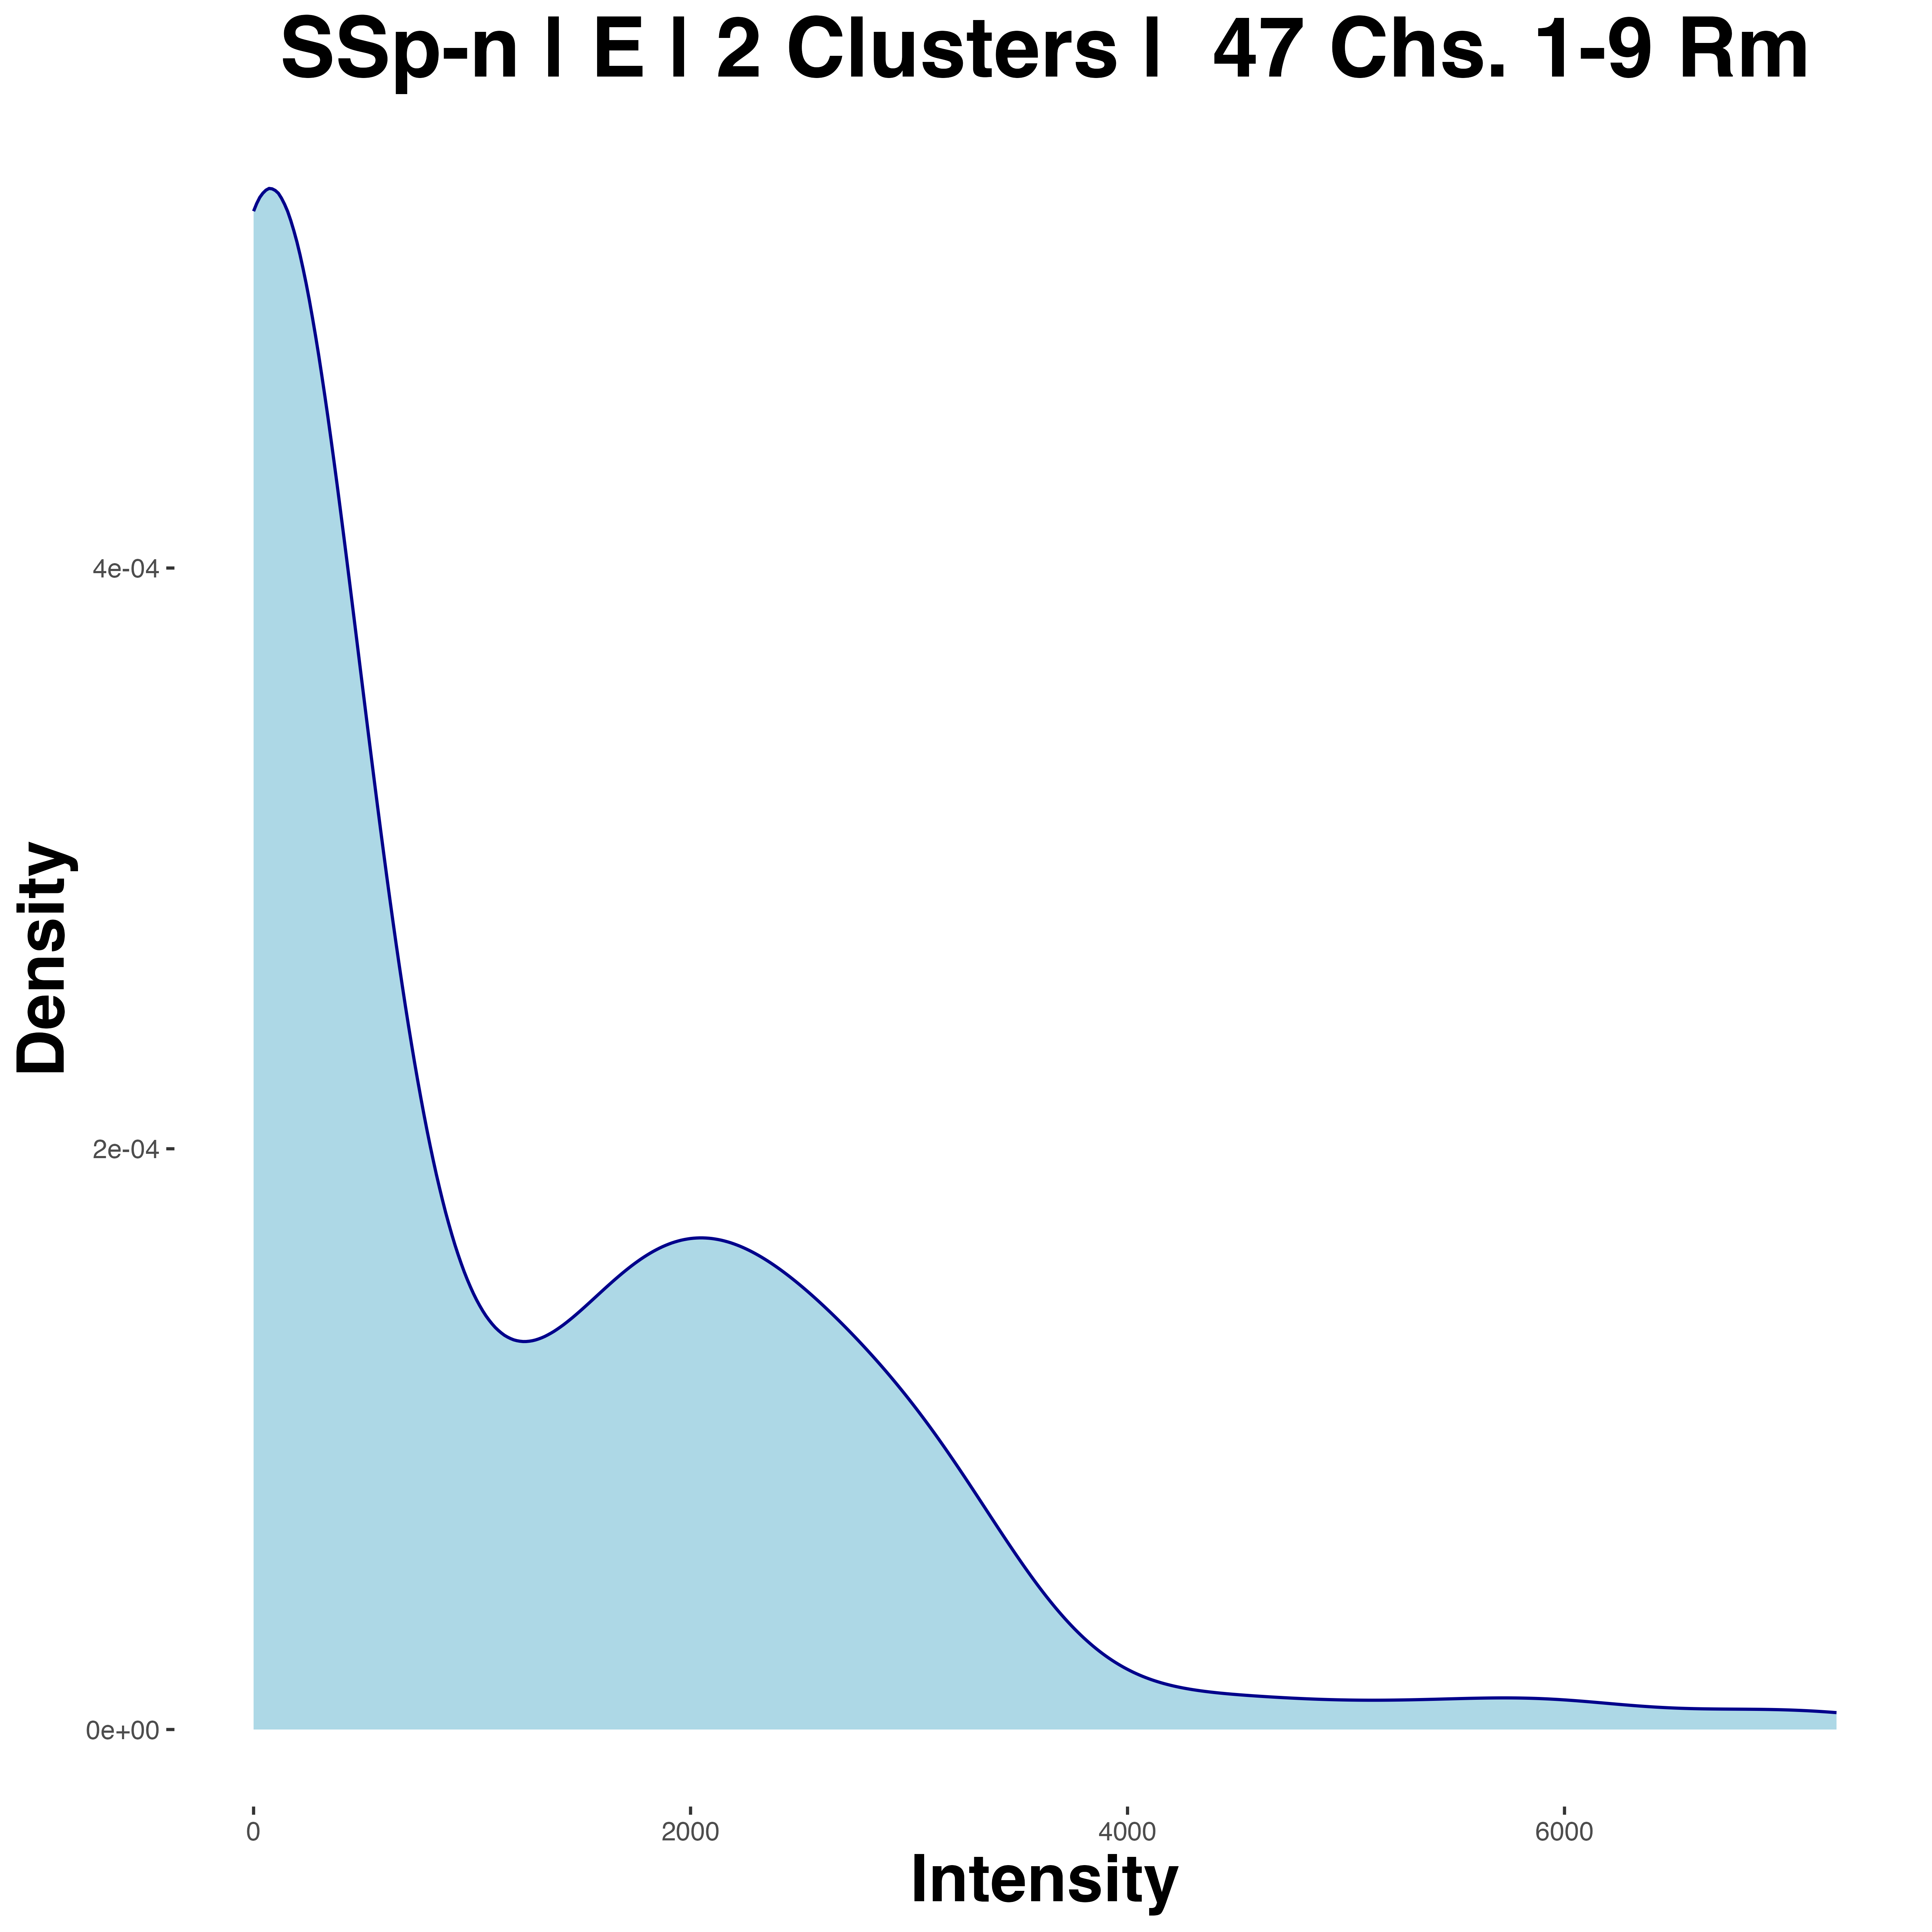 SSp-n | E | 2 Clusters |  47 Chs. 1-9 Rm
4e-04
2e-04
0e+00
Density
0 2000 4000 6000
Intensity